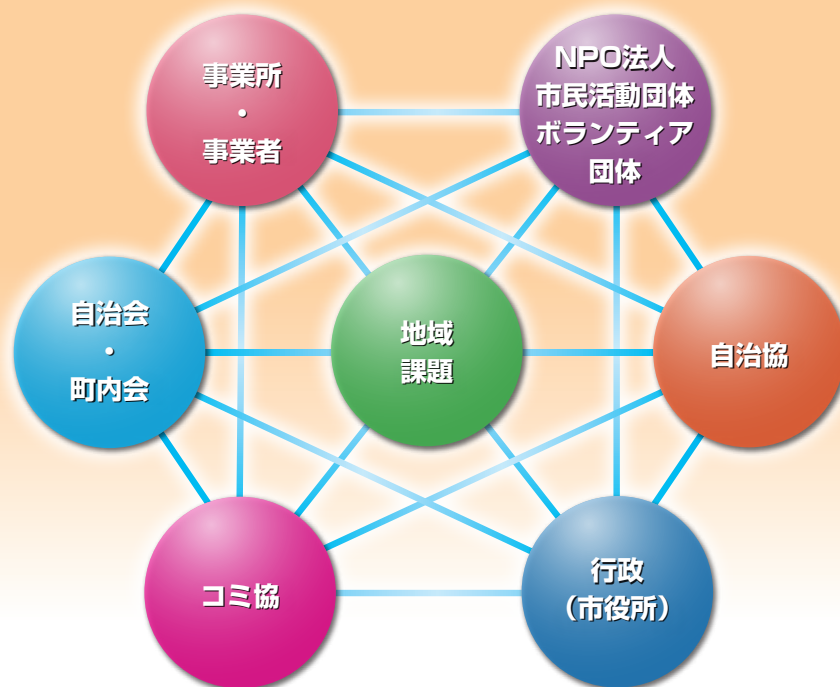 事業所
・
事業者
NPO法人
市民活動団体
ボランティア
団体
自治会
・
町内会
地域
課題
自治協
コミ協
行政
（市役所）